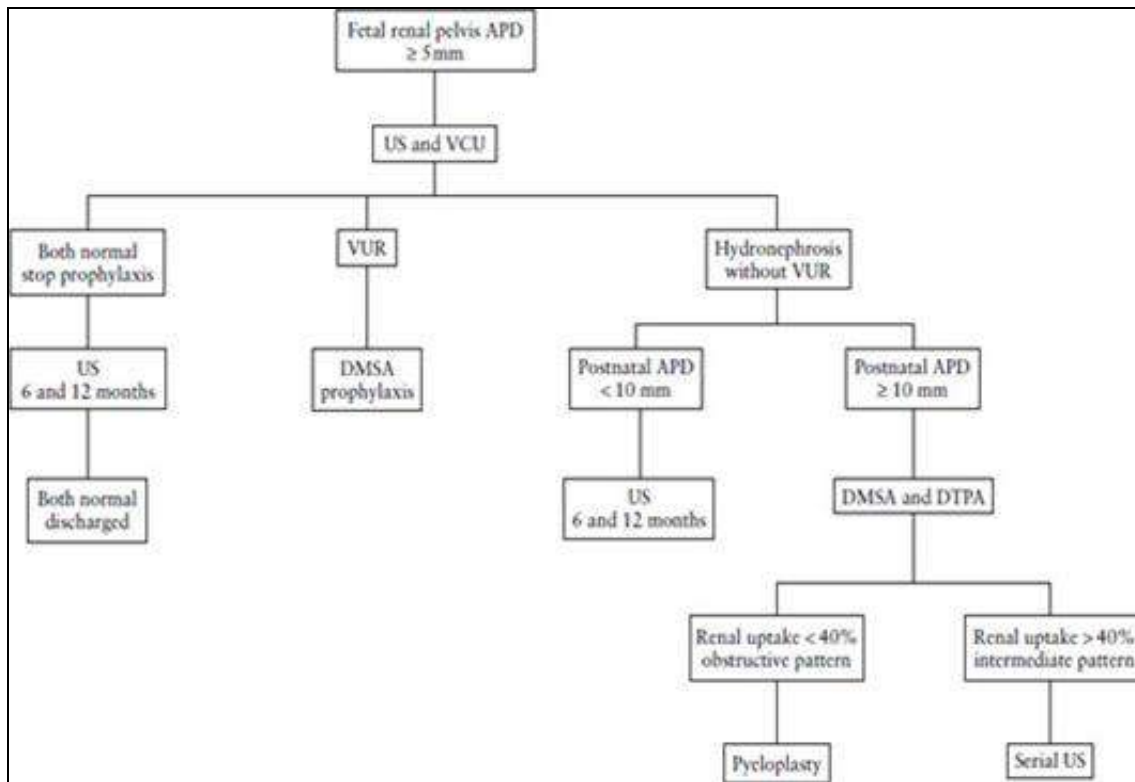 Fetal renal pelvis APD
≥ 5mm
US and VCU
Both normal
stop prophylaxis
VUR
Hydronephrosis
without VUR
US
6 and 12 months
DMSA
prophylaxis
Postnatal APD
< 10 mm
Postnatal APD
≥ 10 mm
Both normal
discharged
US
6 and 12 months
DMSA and DTPA
Renal uptake < 40%
obstructive pattern
Renal uptake > 40%
intermediate pattern
Pyeloplasty
Serial US